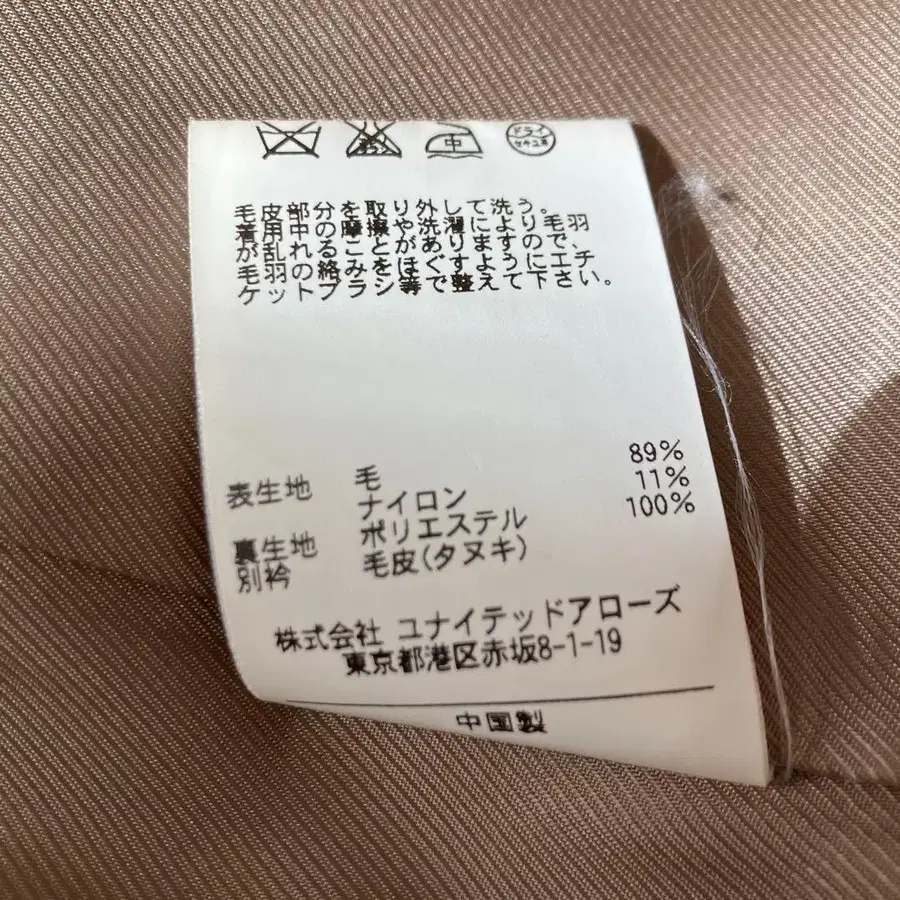 ドライ
セキユ系
毛皮部分を取り外して洗う。
着用中の摩擦や洗濯により毛羽
が乱れることがありますので、
毛羽の絡みをほぐすようにエチ
ケットブラシ等で整えて下さい。
表生地 毛 89%
ナイロン 11%
裏生地 ポリエステル 100%
別衿 毛皮(タヌキ)
株式会社 ユナイテッドアローズ
東京都港区赤坂8-1-19
中国製